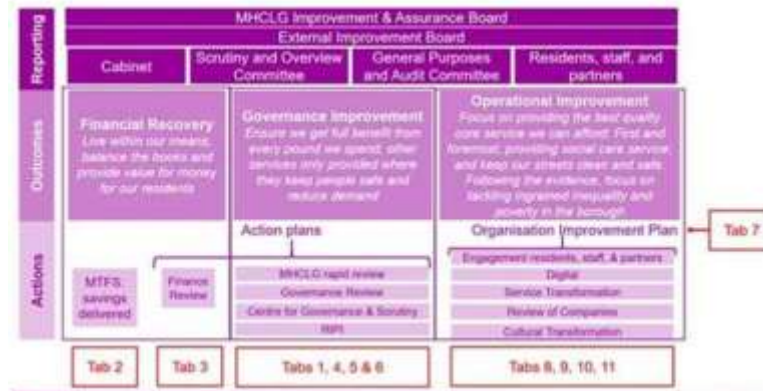 Reporting
MHCLG Improvement & Assurance Board
External Improvement Board
Cabinet
Scrutiny and Overview
Committee
General Purposes
and Audit Committee
Residents, staff, and
partners
Outcomes
Financial Recovery
Live within our means,
balance the books and
provide value for money
for our residents
Governance Improvement
Ensure we get full benefit from
every pound we spend; other
services only provided where
they keep people safe and
reduce demand
Operational Improvement
Focus on providing the best quality
core service we can afford. First and
foremost, providing social care service,
and keep our streets clean and safe.
Following the evidence, focus on
tackling ingrained inequality and
poverty in the borough
Actions
Action plans
Organisation Improvement Plan
Tab 7
MTFS:
savings
delivered
Finance
Review
MHCLG rapid review
Governance Review
Centre for Governance & Scrutiny
RIPI
Engagement residents, staff, & partners
Digital
Service Transformation
Review of Companies
Cultural Transformation
Tab 2
Tab 3
Tabs 1, 4, 5 & 6
Tabs 8, 9, 10, 11